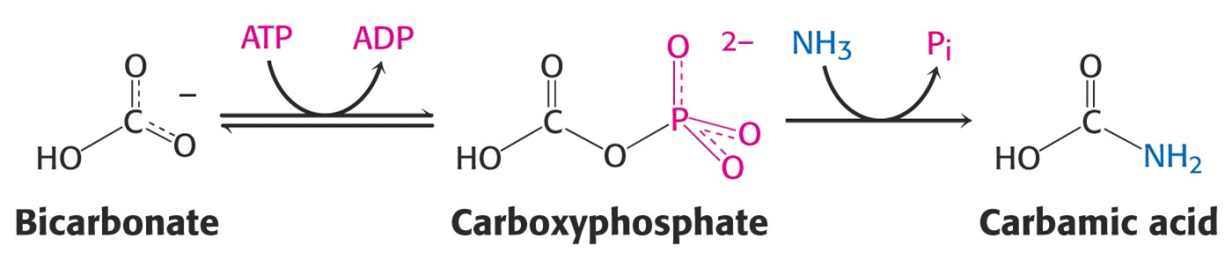 ATP ADP
NH₃ Pᵢ
O
C
O
HO
−
O
C
HO
O
P
O
O
O
2−
O
C
HO
NH₂
Bicarbonate
Carboxyphosphate
Carbamic acid